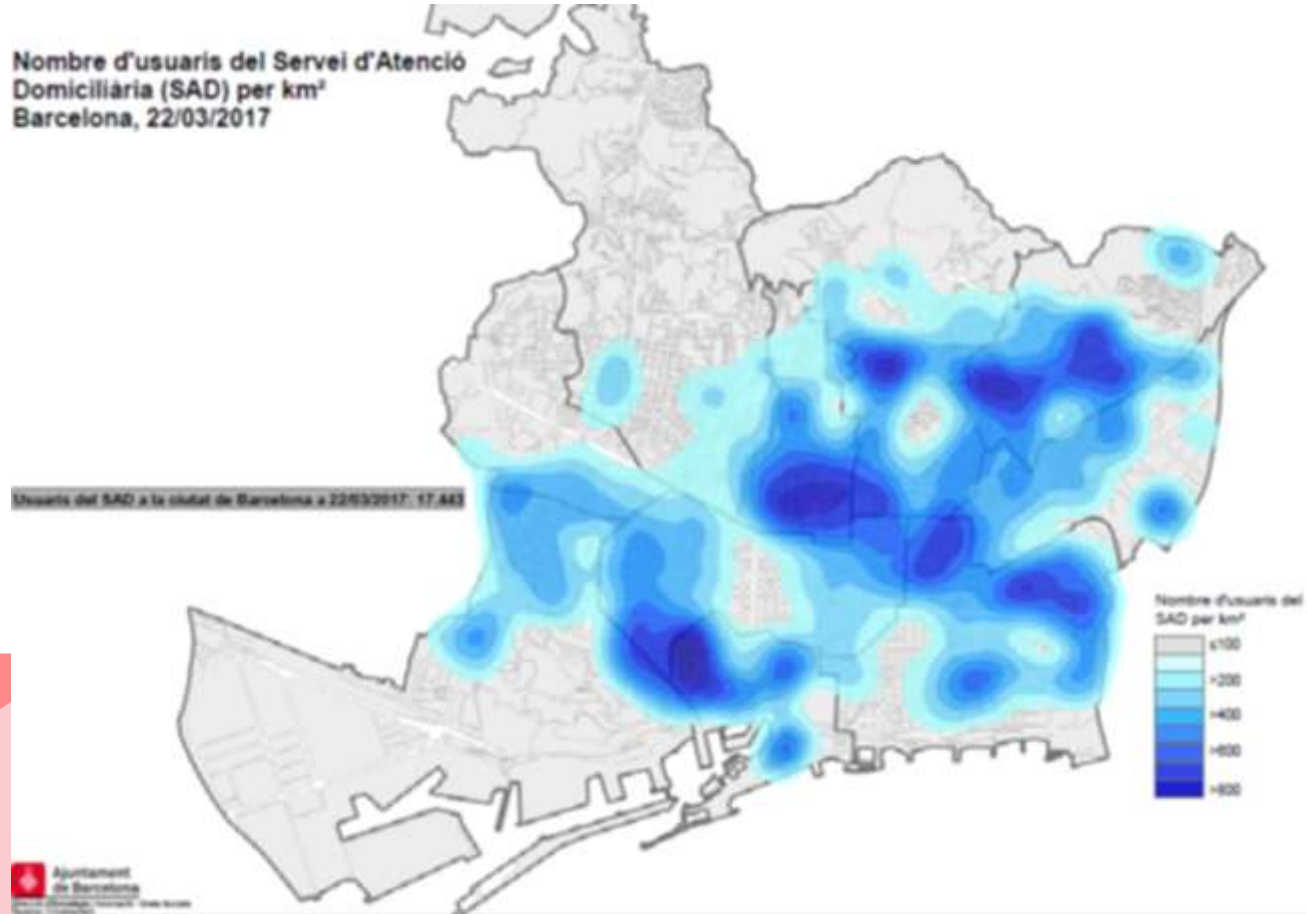 Nombre d'usuaris del Servei d'Atenció
Domiciliària (SAD) per km²
Barcelona, 22/03/2017
Usuaris del SAD a la ciutat de Barcelona a 22/03/2017: 17.443
Nombre d'usuaris del
SAD per km²
≤100
>200
>400
>600
>800
Ajuntament
de Barcelona